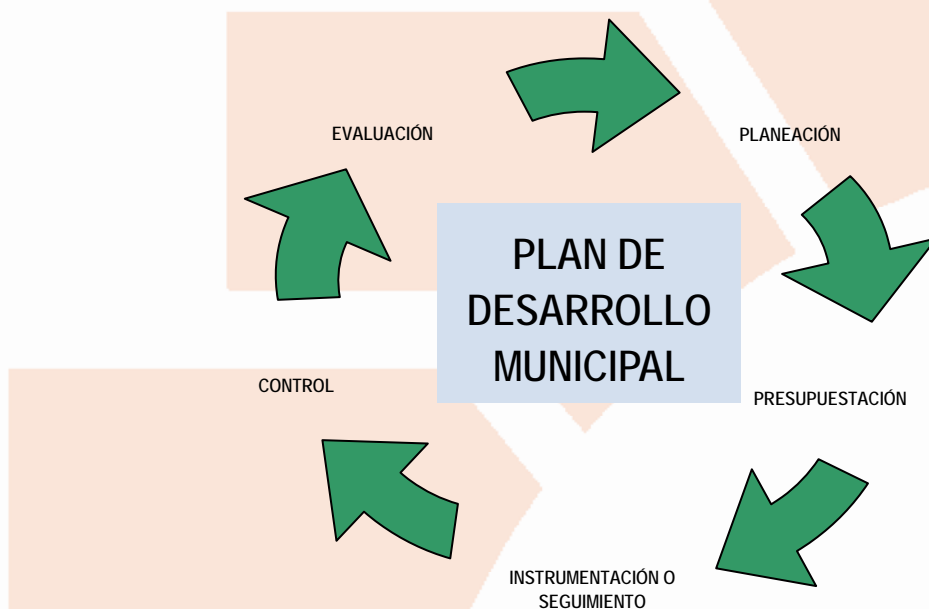 EVALUACIÓN
PLANEACIÓN
PLAN DE
DESARROLLO
MUNICIPAL
CONTROL
PRESUPUESTACIÓN
INSTRUMENTACIÓN O
SEGUIMIENTO